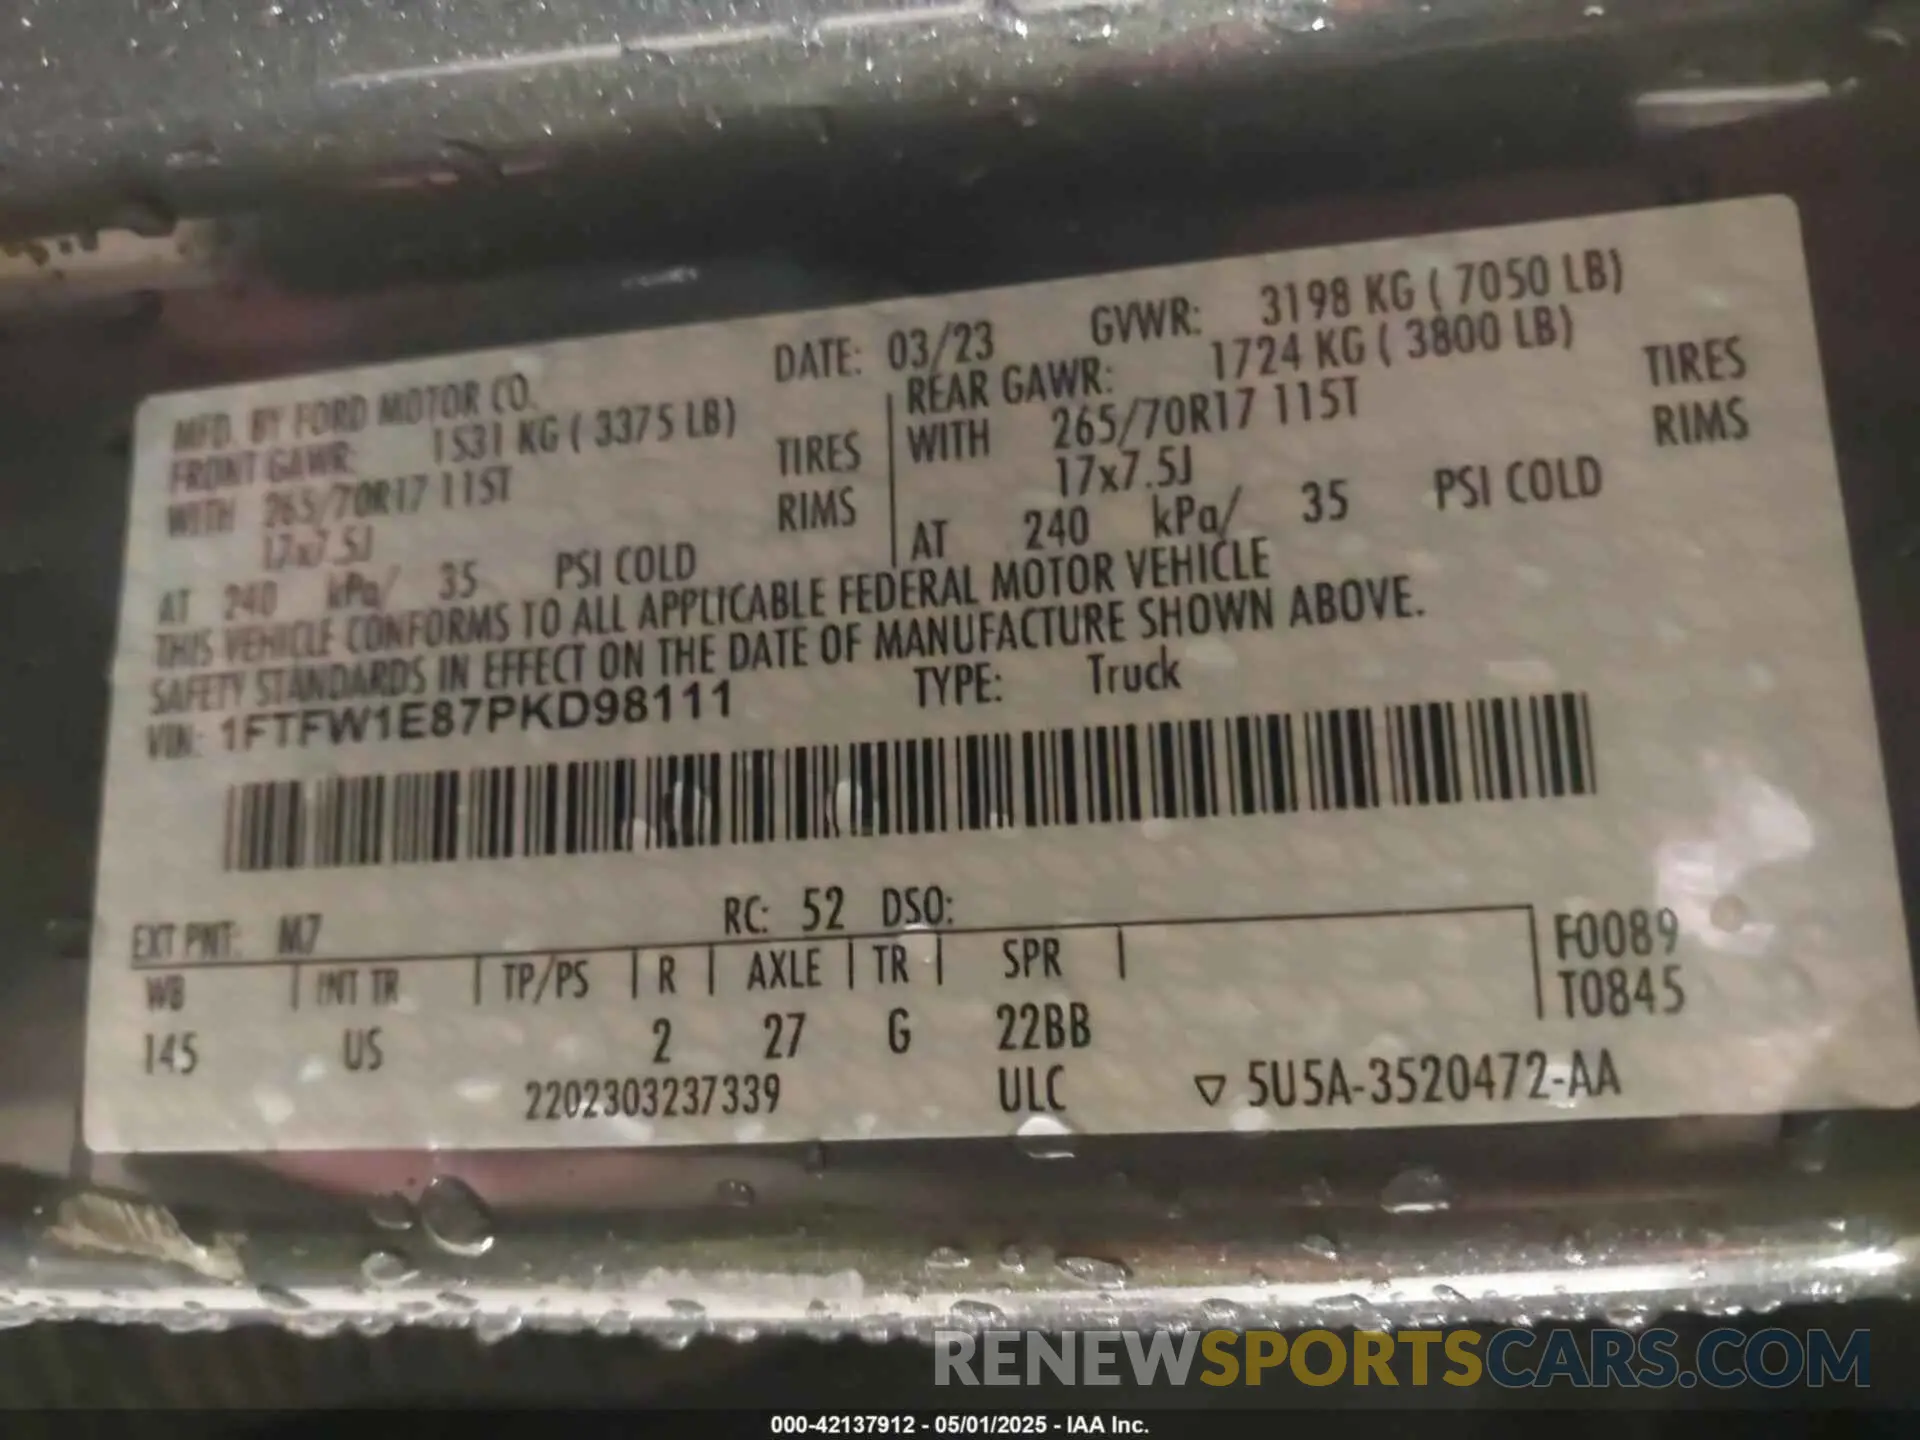 MFD. BY FORD MOTOR CO. DATE: 03/23 GVWR: 3198 KG ( 7050 LB)
FRONT GAWR: 1531 KG ( 3375 LB) REAR GAWR: 1724 KG ( 3800 LB)
WITH 265/70R17 115T TIRES WITH 265/70R17 115T TIRES
17x7.5J RIMS 17x7.5J RIMS
AT 240 kPa/ 35 PSI COLD AT 240 kPa/ 35 PSI COLD
THIS VEHICLE CONFORMS TO ALL APPLICABLE FEDERAL MOTOR VEHICLE
SAFETY STANDARDS IN EFFECT ON THE DATE OF MANUFACTURE SHOWN ABOVE.
VIN: 1FTFW1E87PKD98111 TYPE: Truck
EXT PNT: M7 RC: 52 DSO:
WB INT TR TP/PS R AXLE TR SPR F0089
T0845
145 US 2 27 G 22BB
2202303237339 ULC ▽ 5U5A-3520472-AA
RENEWSPORTSCARS.COM
000-42137912 - 05/01/2025 - IAA Inc.